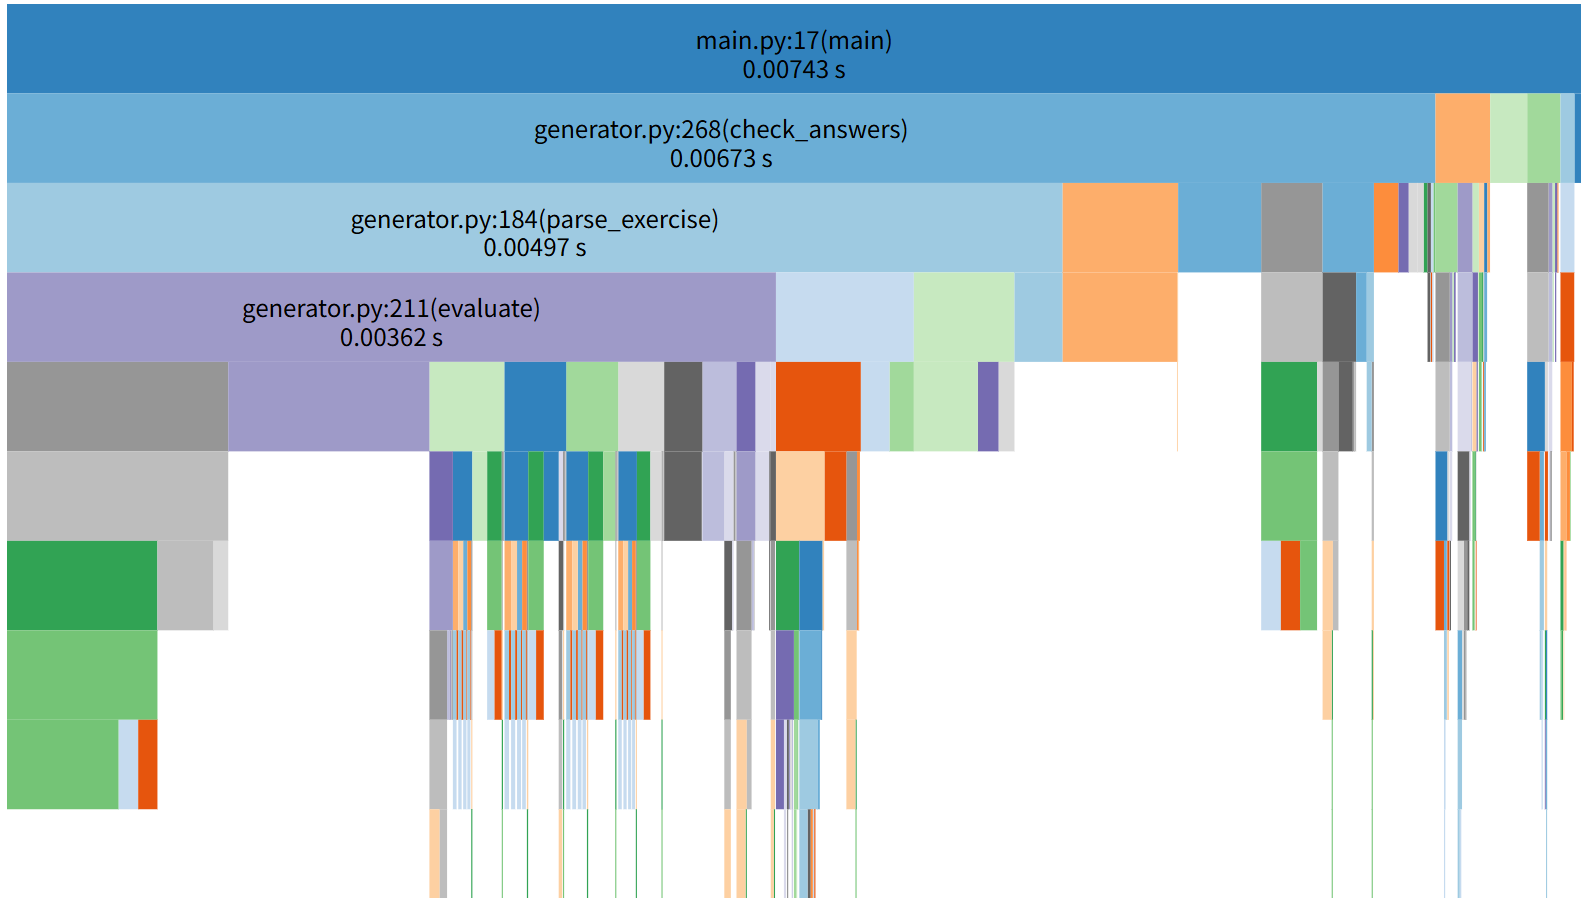 main.py:17(main)
0.00743 s
generator.py:268(check_answers)
0.00673 s
generator.py:184(parse_exercise)
0.00497 s
generator.py:211(evaluate)
0.00362 s